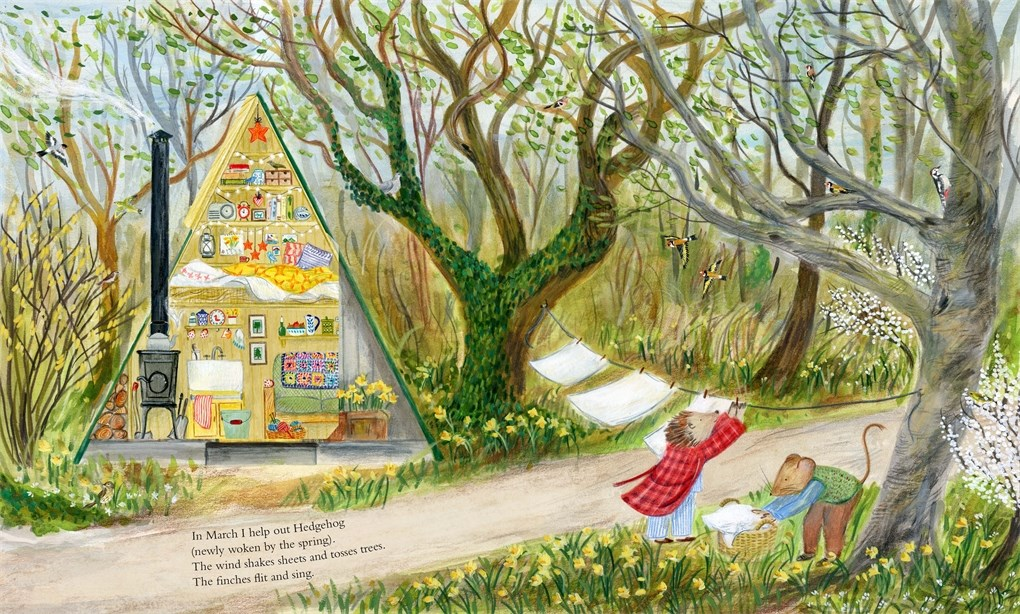 In March I help out Hedgehog
(newly woken by the spring).
The wind shakes sheets and tosses trees.
The finches flit and sing.